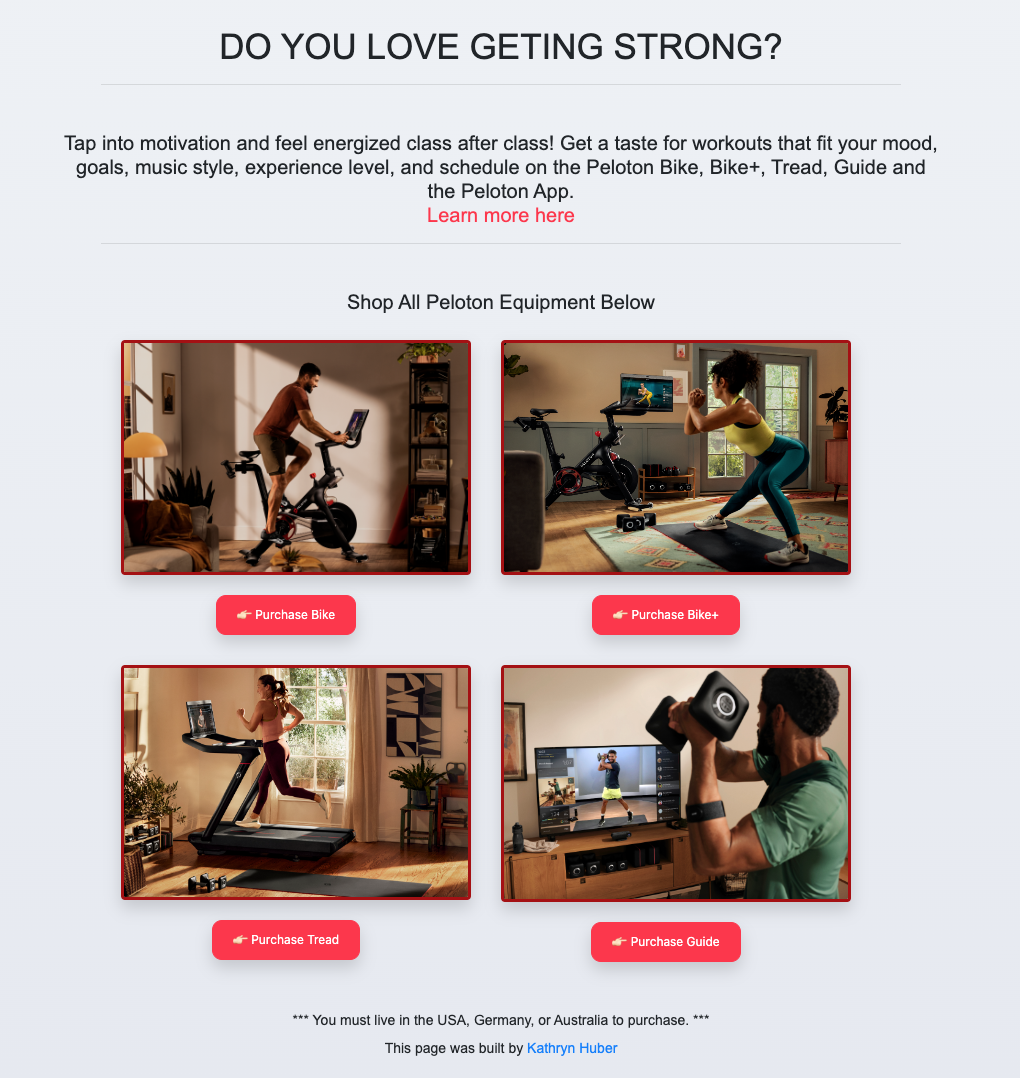 DO YOU LOVE GETING STRONG?
Tap into motivation and feel energized class after class! Get a taste for workouts that fit your mood,
goals, music style, experience level, and schedule on the Peloton Bike, Bike+, Tread, Guide and
the Peloton App.
Learn more here
Shop All Peloton Equipment Below
👉🏼 Purchase Bike
👉🏼 Purchase Bike+
👉🏼 Purchase Tread
👉🏼 Purchase Guide
*** You must live in the USA, Germany, or Australia to purchase. ***
This page was built by Kathryn Huber